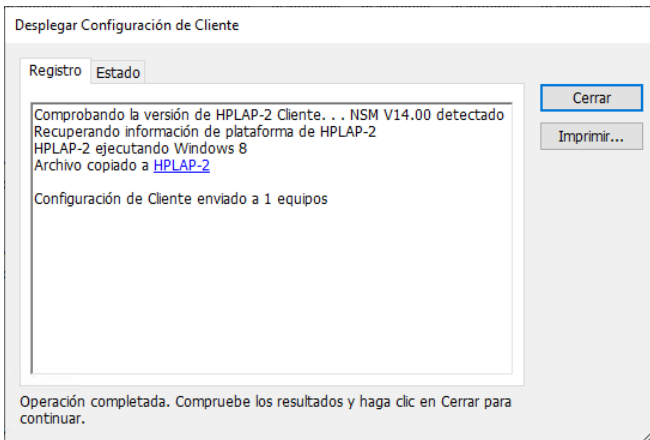 Desplegar Configuración de Cliente
Registro
Estado
Comprobando la versión de HPLAP-2 Cliente. . . NSM V14.00 detectado
Recuperando información de plataforma de HPLAP-2
HPLAP-2 ejecutando Windows 8
Archivo copiado a HPLAP-2
Configuración de Cliente enviado a 1 equipos
Cerrar
Imprimir...
Operación completada. Compruebe los resultados y haga clic en Cerrar para
continuar.